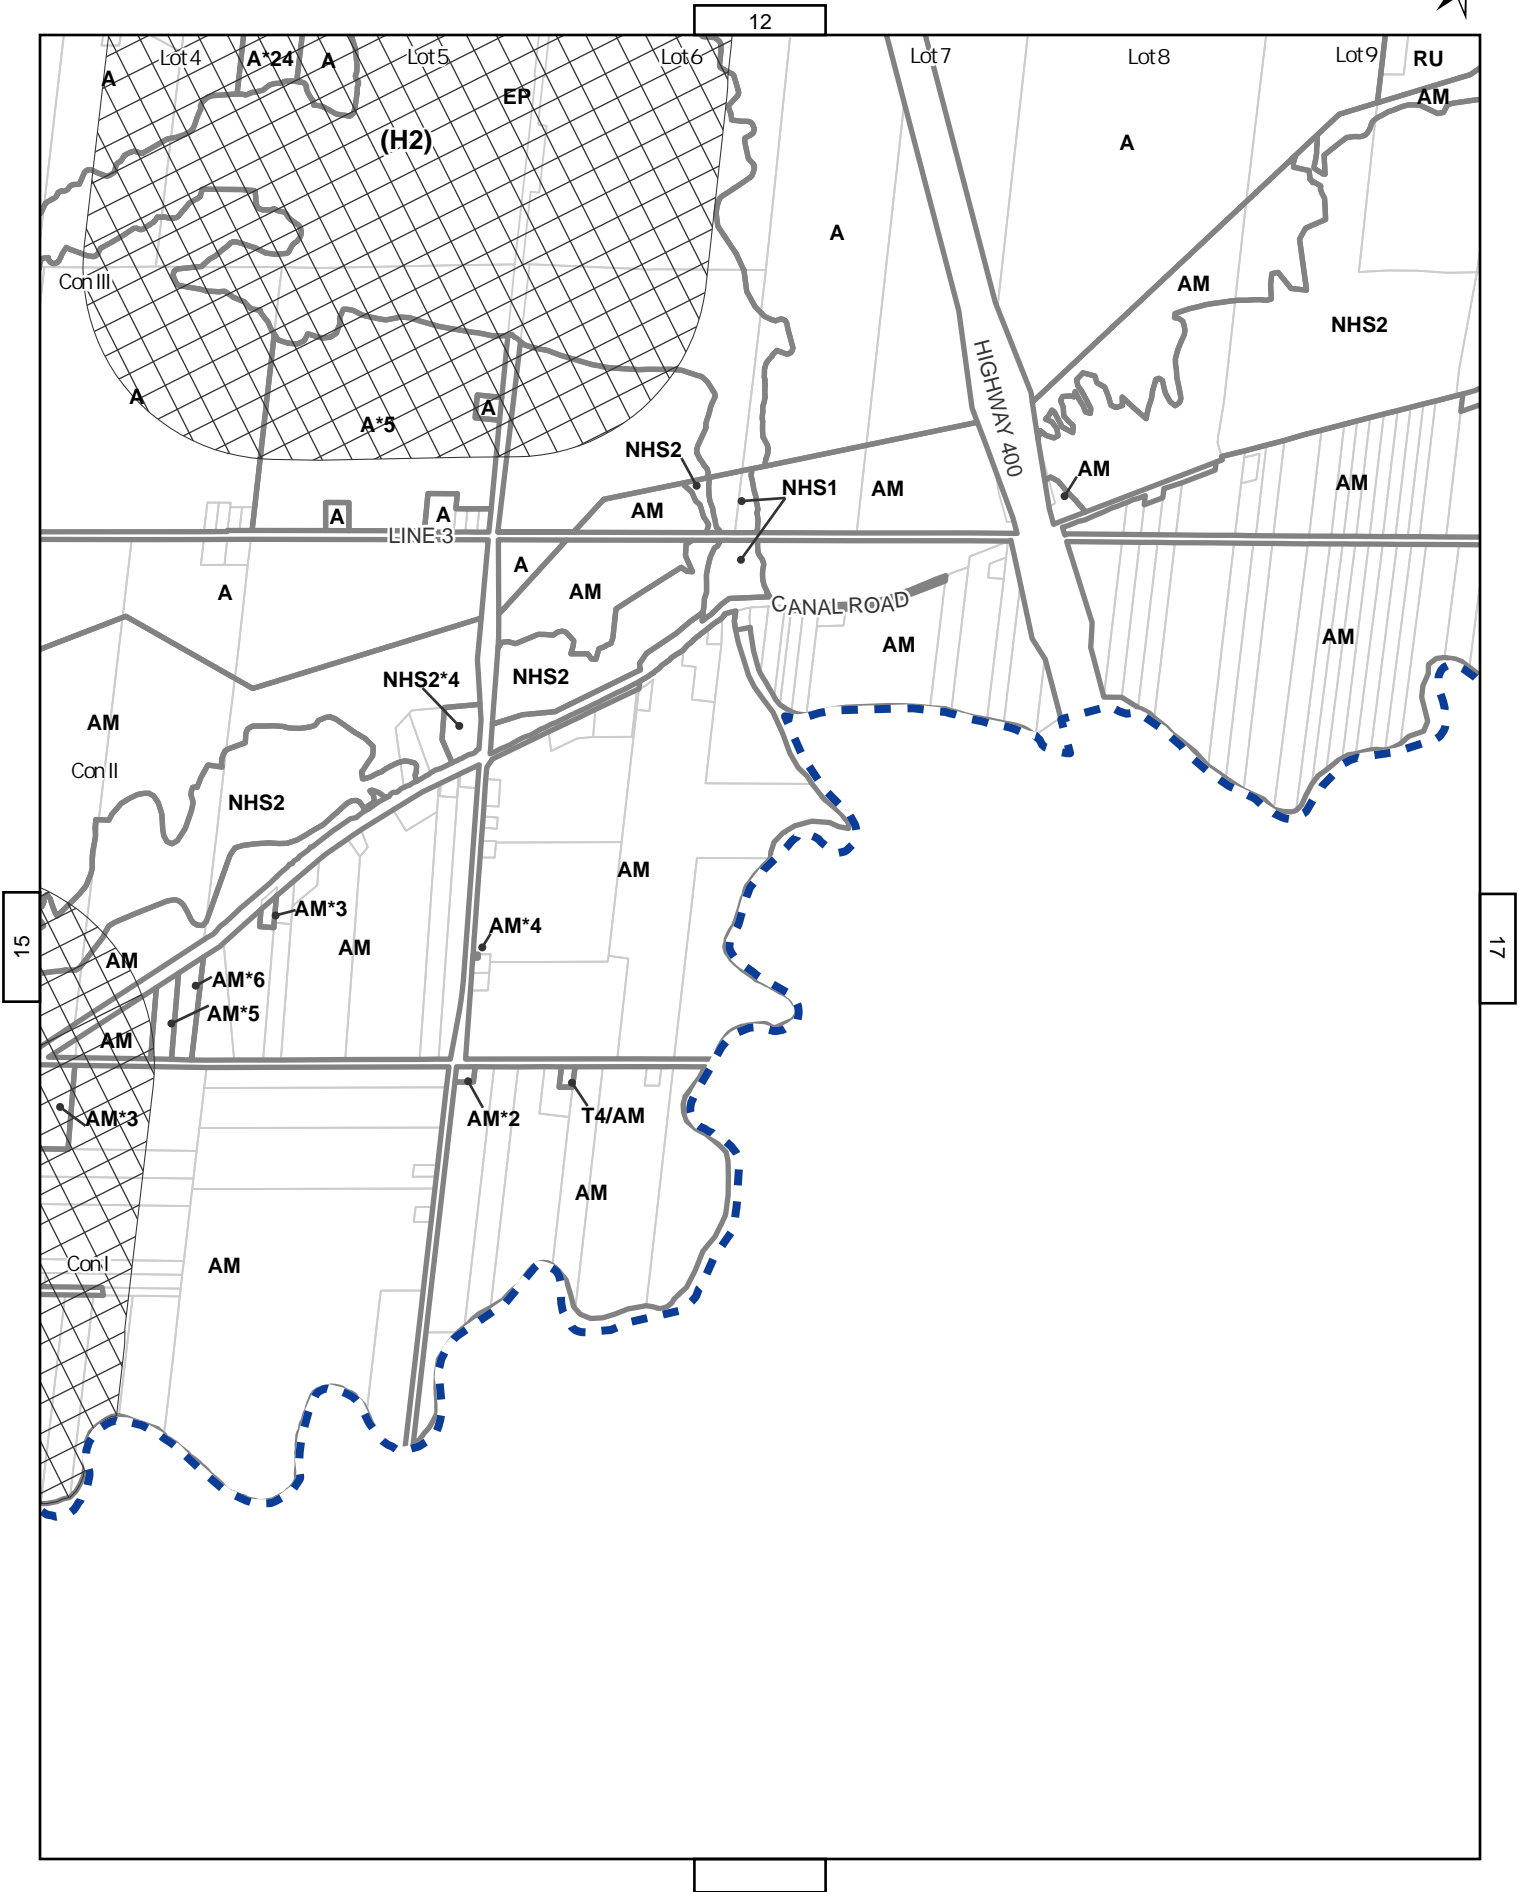 12
Lot 4
A*24
A
Lot 5
Lot 6
Lot 7
Lot 8
Lot 9
RU
A
EP
AM
(H2)
A
A
Con III
AM
NHS2
HIGHWAY 400
A
A
A*5
NHS2
AM
NHS1
AM
AM
AM
A
A
LINE 3
A
A
AM
CANAL ROAD
AM
AM
NHS2*4
NHS2
AM
Con II
NHS2
AM
AM*3
AM*4
AM
15
17
AM
AM*6
AM*5
AM
AM*3
AM*2
T4/AM
AM
Con I
AM